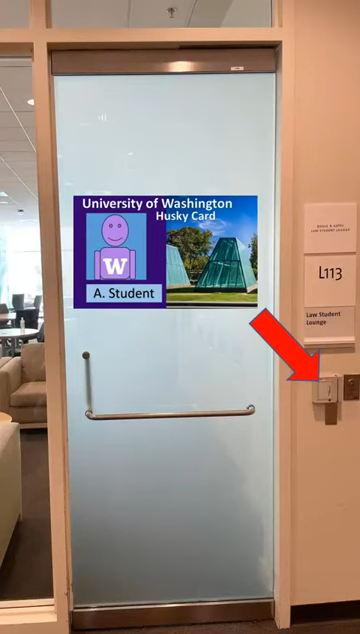 University of Washington
Husky Card
W
A. Student
L113
Law Student
Lounge